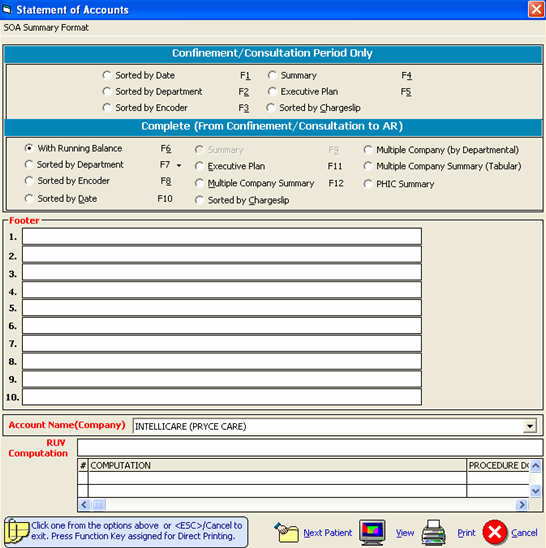 Statement of Accounts
SOA Summary Format
Confinement/Consultation Period Only
Sorted by Date F1 Summary F4
Sorted by Department F2 Executive Plan F5
Sorted by Encoder F3 Sorted by Chargeslip
Complete (From Confinement/Consultation to AR)
With Running Balance F6 Summary F9 Multiple Company (by Departmental)
Sorted by Department F7 Executive Plan F11 Multiple Company Summary (Tabular)
Sorted by Encoder F8 Multiple Company Summary F12 PHIC Summary
Sorted by Date F10 Sorted by Chargeslip
Footer
1.
2.
3.
4.
5.
6.
7.
8.
9.
10.
Account Name(Company) INTELLICARE (PRYCE CARE)
RUV
Computation
# COMPUTATION PROCEDURE DO
Click one from the options above or <ESC>/Cancel to
exit. Press Function Key assigned for Direct Printing.
Next Patient View Print Cancel